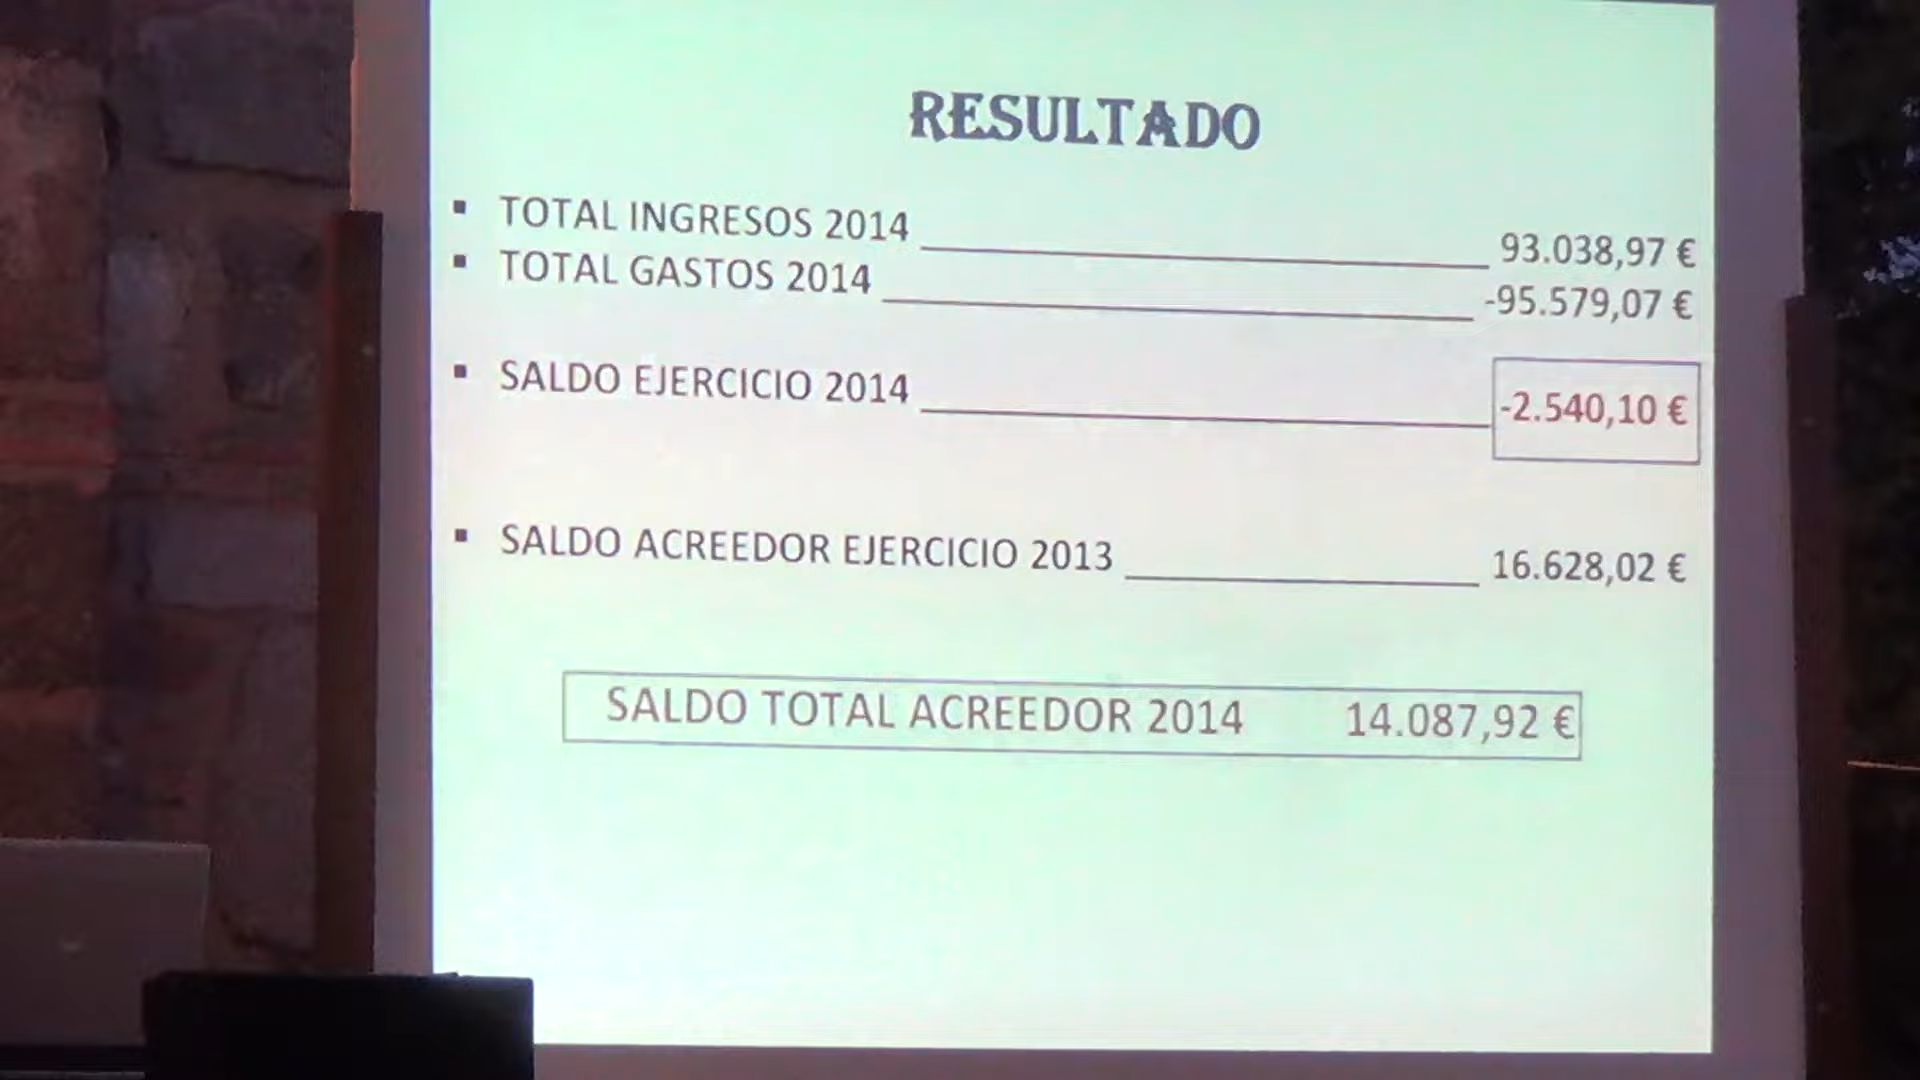 RESULTADO
▪ TOTAL INGRESOS 2014 93.038,97 €
▪ TOTAL GASTOS 2014 -95.579,07 €
▪ SALDO EJERCICIO 2014 -2.540,10 €
▪ SALDO ACREEDOR EJERCICIO 2013 16.628,02 €
SALDO TOTAL ACREEDOR 2014 14.087,92 €